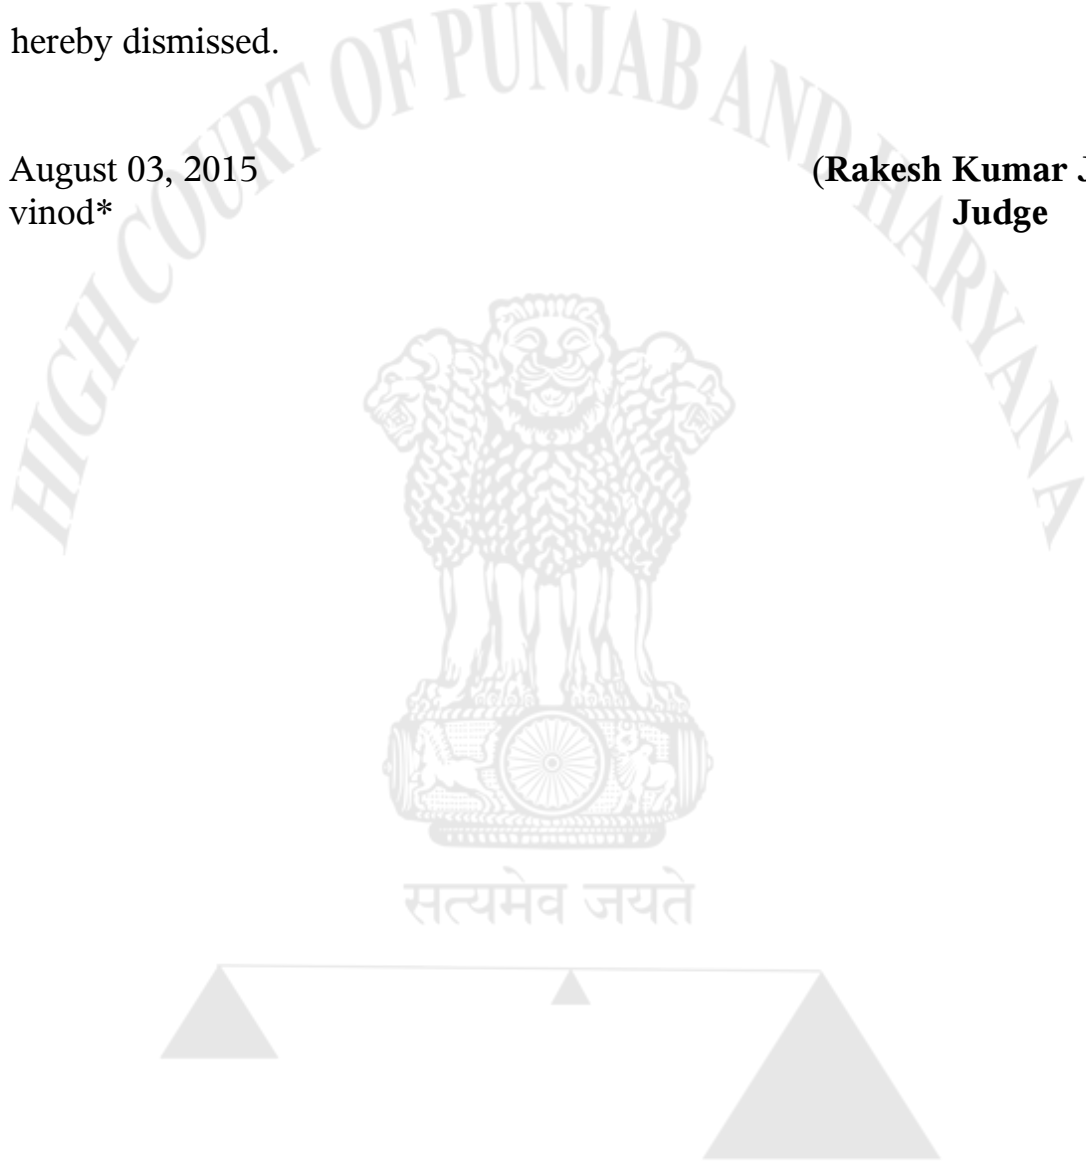 hereby dismissed.
HIGH COURT OF PUNJAB AND HARYANA
August 03, 2015
(Rakesh Kumar J
vinod*
Judge
सत्यमेव जयते